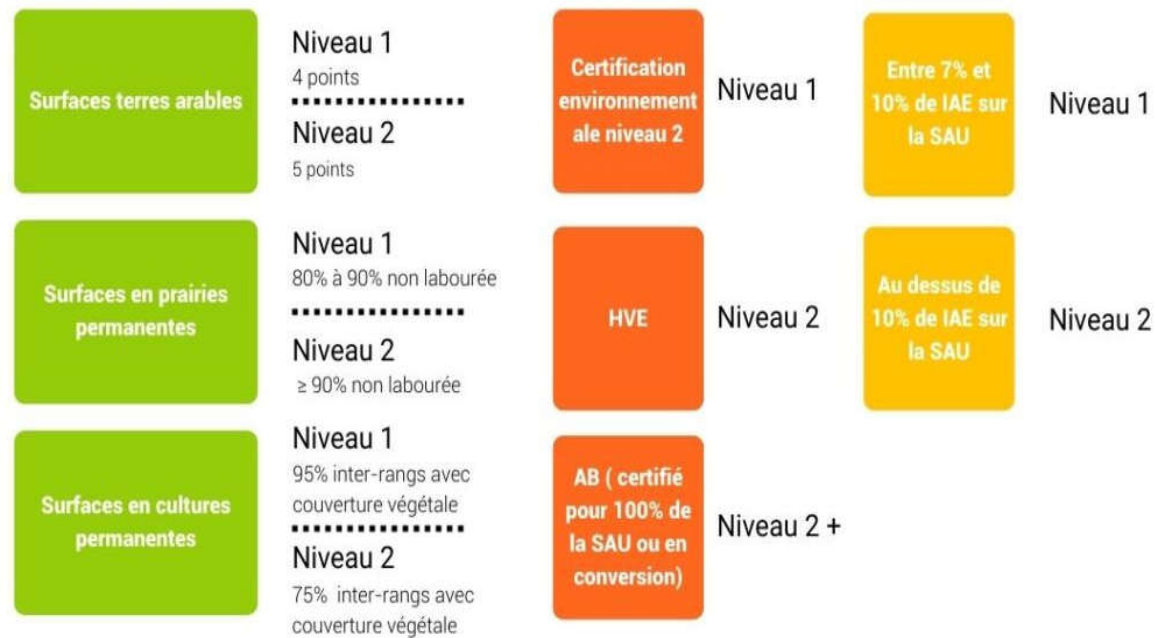 Surfaces terres arables
Niveau 1
4 points
Niveau 2
5 points
Surfaces en prairies
permanentes
Niveau 1
80% à 90% non labourée
Niveau 2
≥ 90% non labourée
Surfaces en cultures
permanentes
Niveau 1
95% inter-rangs avec
couverture végétale
Niveau 2
75% inter-rangs avec
couverture végétale
Certification
environnement
ale niveau 2
Niveau 1
HVE
Niveau 2
AB ( certifié
pour 100% de
la SAU ou en
conversion)
Niveau 2 +
Entre 7% et
10% de IAE sur
la SAU
Niveau 1
Au dessus de
10% de IAE sur
la SAU
Niveau 2